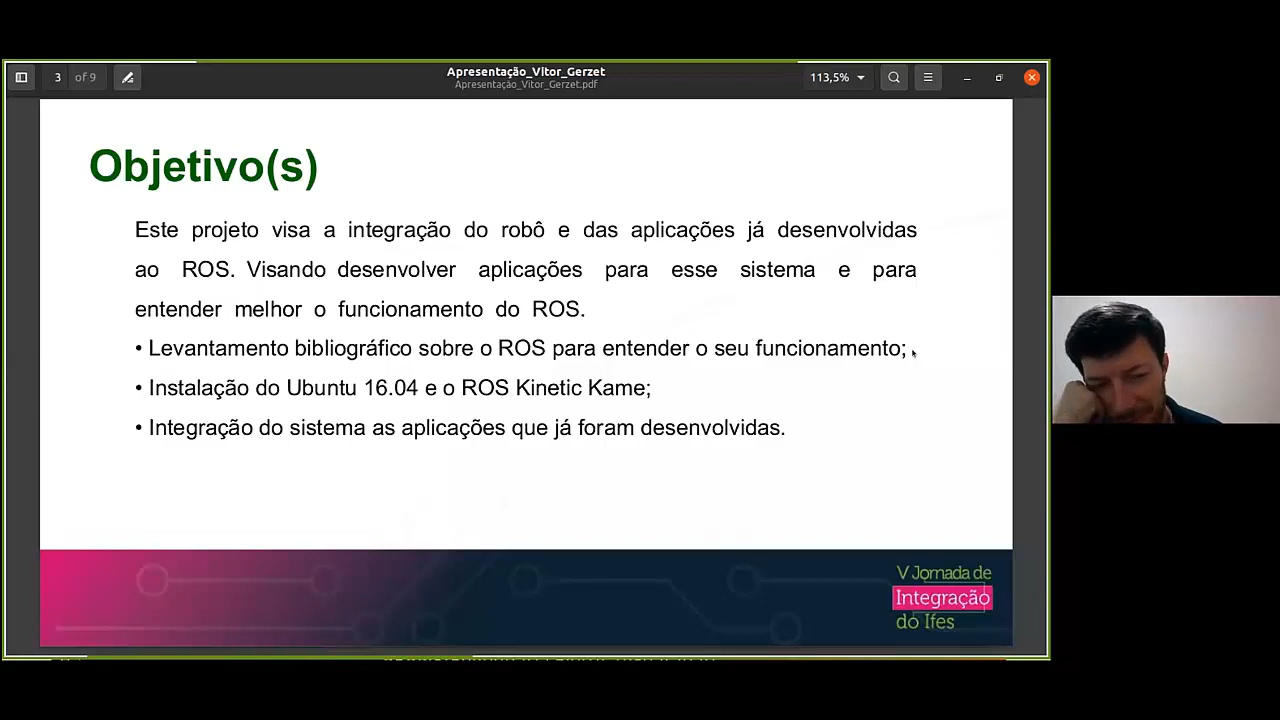 3 of 9
Apresentação_Vitor_Gerzet
Apresentação_Vitor_Gerzet.pdf
113,5%
Objetivo(s)
Este projeto visa a integração do robô e das aplicações já desenvolvidas
ao ROS. Visando desenvolver aplicações para esse sistema e para
entender melhor o funcionamento do ROS.
• Levantamento bibliográfico sobre o ROS para entender o seu funcionamento;
• Instalação do Ubuntu 16.04 e o ROS Kinetic Kame;
• Integração do sistema as aplicações que já foram desenvolvidas.
V Jornada de
Integração
do Ifes